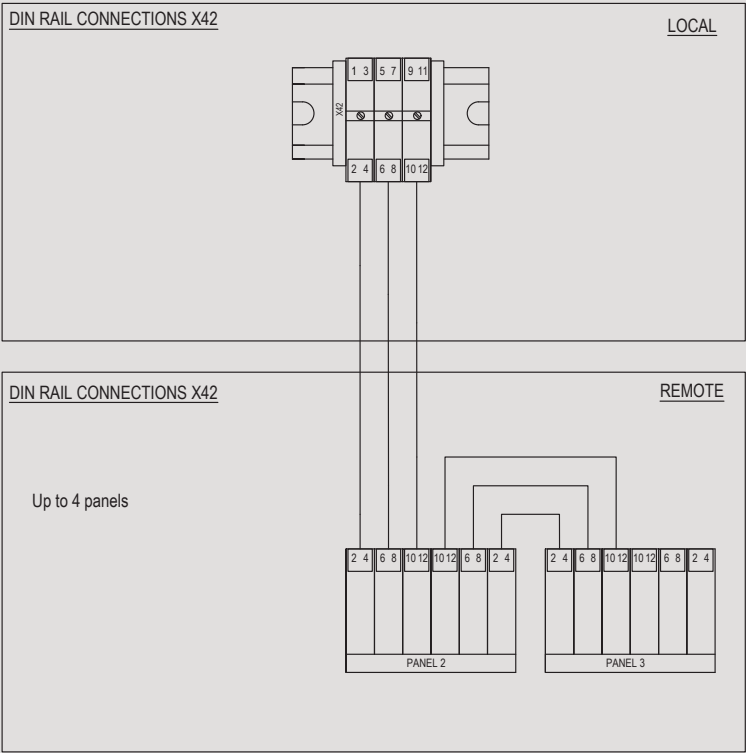 DIN RAIL CONNECTIONS X42
LOCAL
1 3 5 7 9 11
X42
2 4 6 8 10 12
DIN RAIL CONNECTIONS X42
REMOTE
Up to 4 panels
2 4 6 8 10 12 10 12 6 8 2 4
2 4 6 8 10 12 10 12 6 8 2 4
PANEL 2
PANEL 3